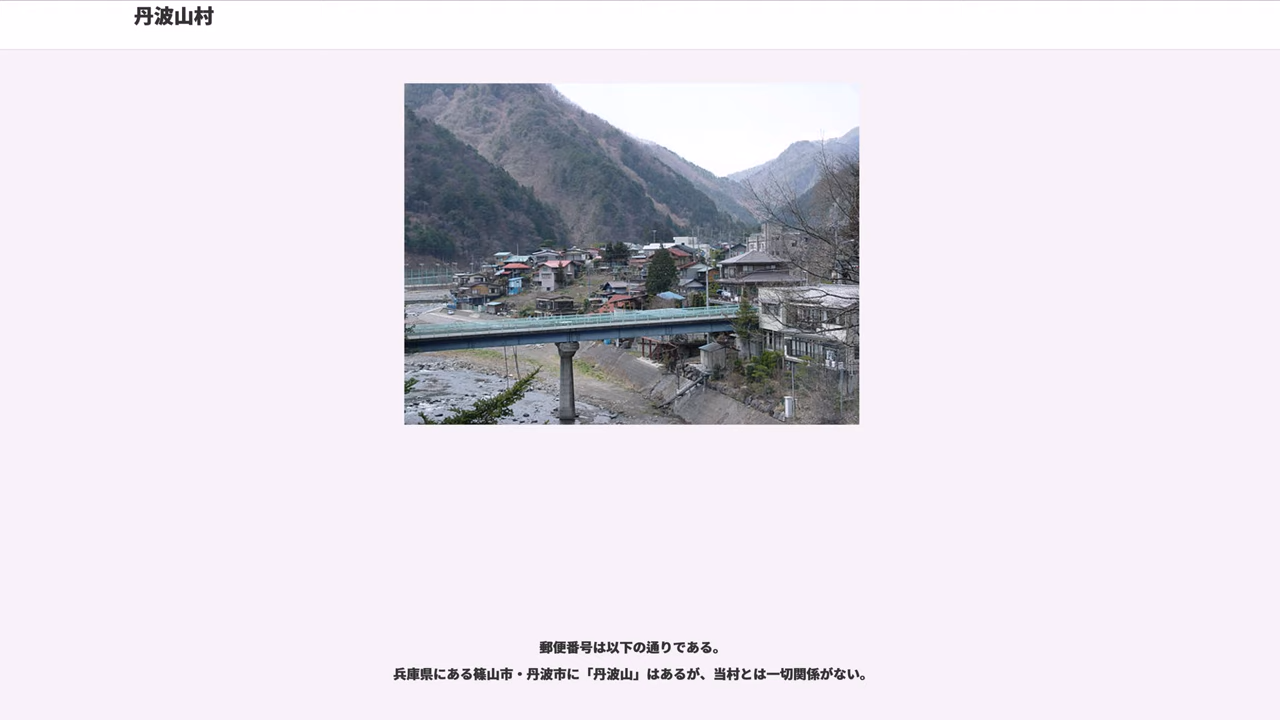 丹波山村
郵便番号は以下の通りである。
兵庫県にある篠山市・丹波市に「丹波山」はあるが、当村とは一切関係がない。